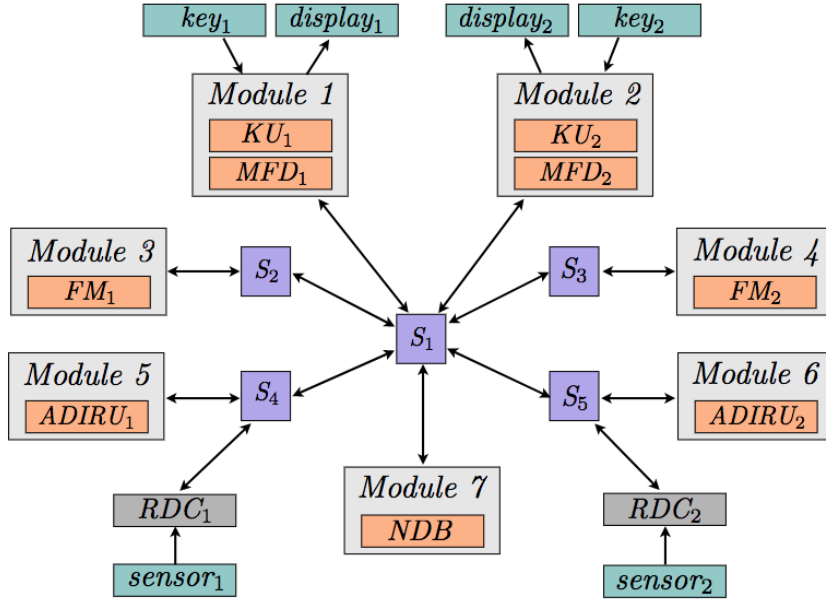 key₁ display₁ display₂ key₂
Module 1 Module 2
KU₁ KU₂
MFD₁ MFD₂
Module 3 S₂ S₃ Module 4
FM₁ FM₂
S₁
Module 5 S₄ S₅ Module 6
ADIRU₁ ADIRU₂
Module 7
RDC₁ NDB RDC₂
sensor₁ sensor₂